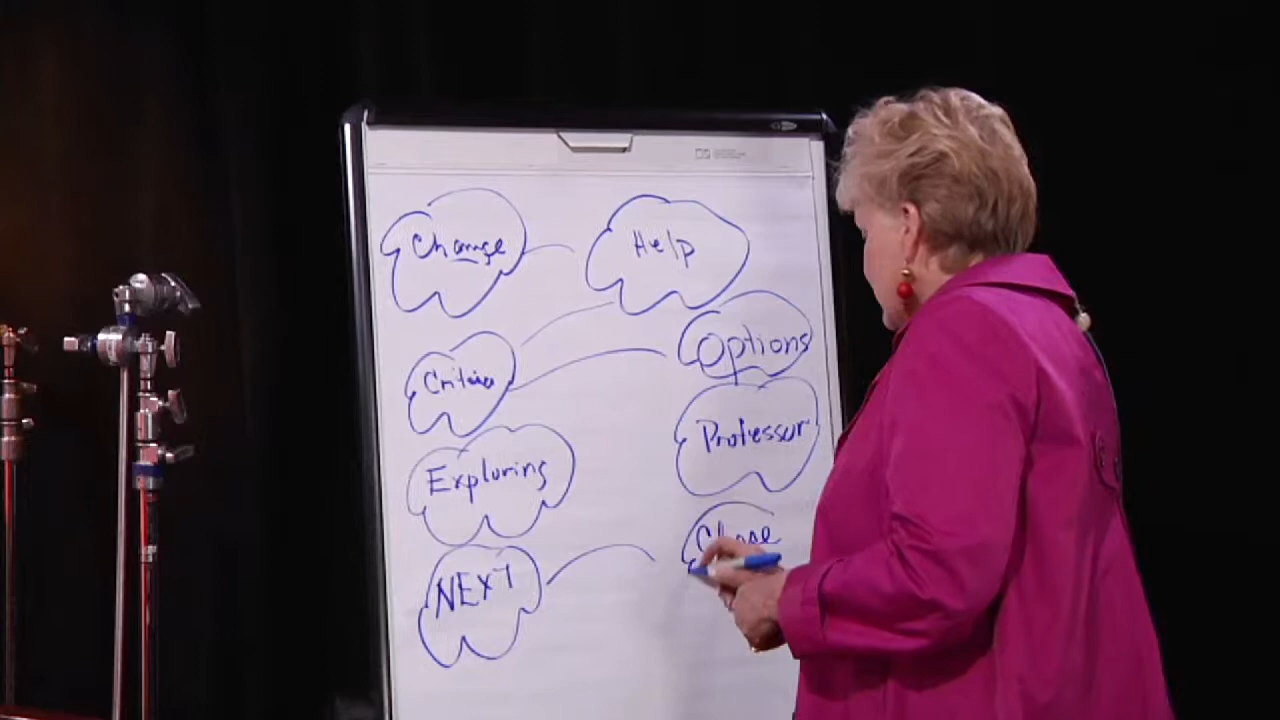 Change
Help
Options
Criteria
Professor
Exploring
NEXT